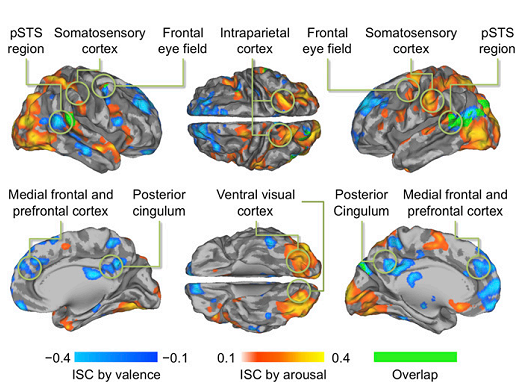 pSTS
region
Somatosensory
cortex
Frontal
eye field
Intraparietal
cortex
Frontal
eye field
Somatosensory
cortex
pSTS
region
Medial frontal and
prefrontal cortex
Posterior
cingulum
Ventral visual
cortex
Posterior
Cingulum
Medial frontal and
prefrontal cortex
−0.4
−0.1
0.1
0.4
ISC by valence
ISC by arousal
Overlap